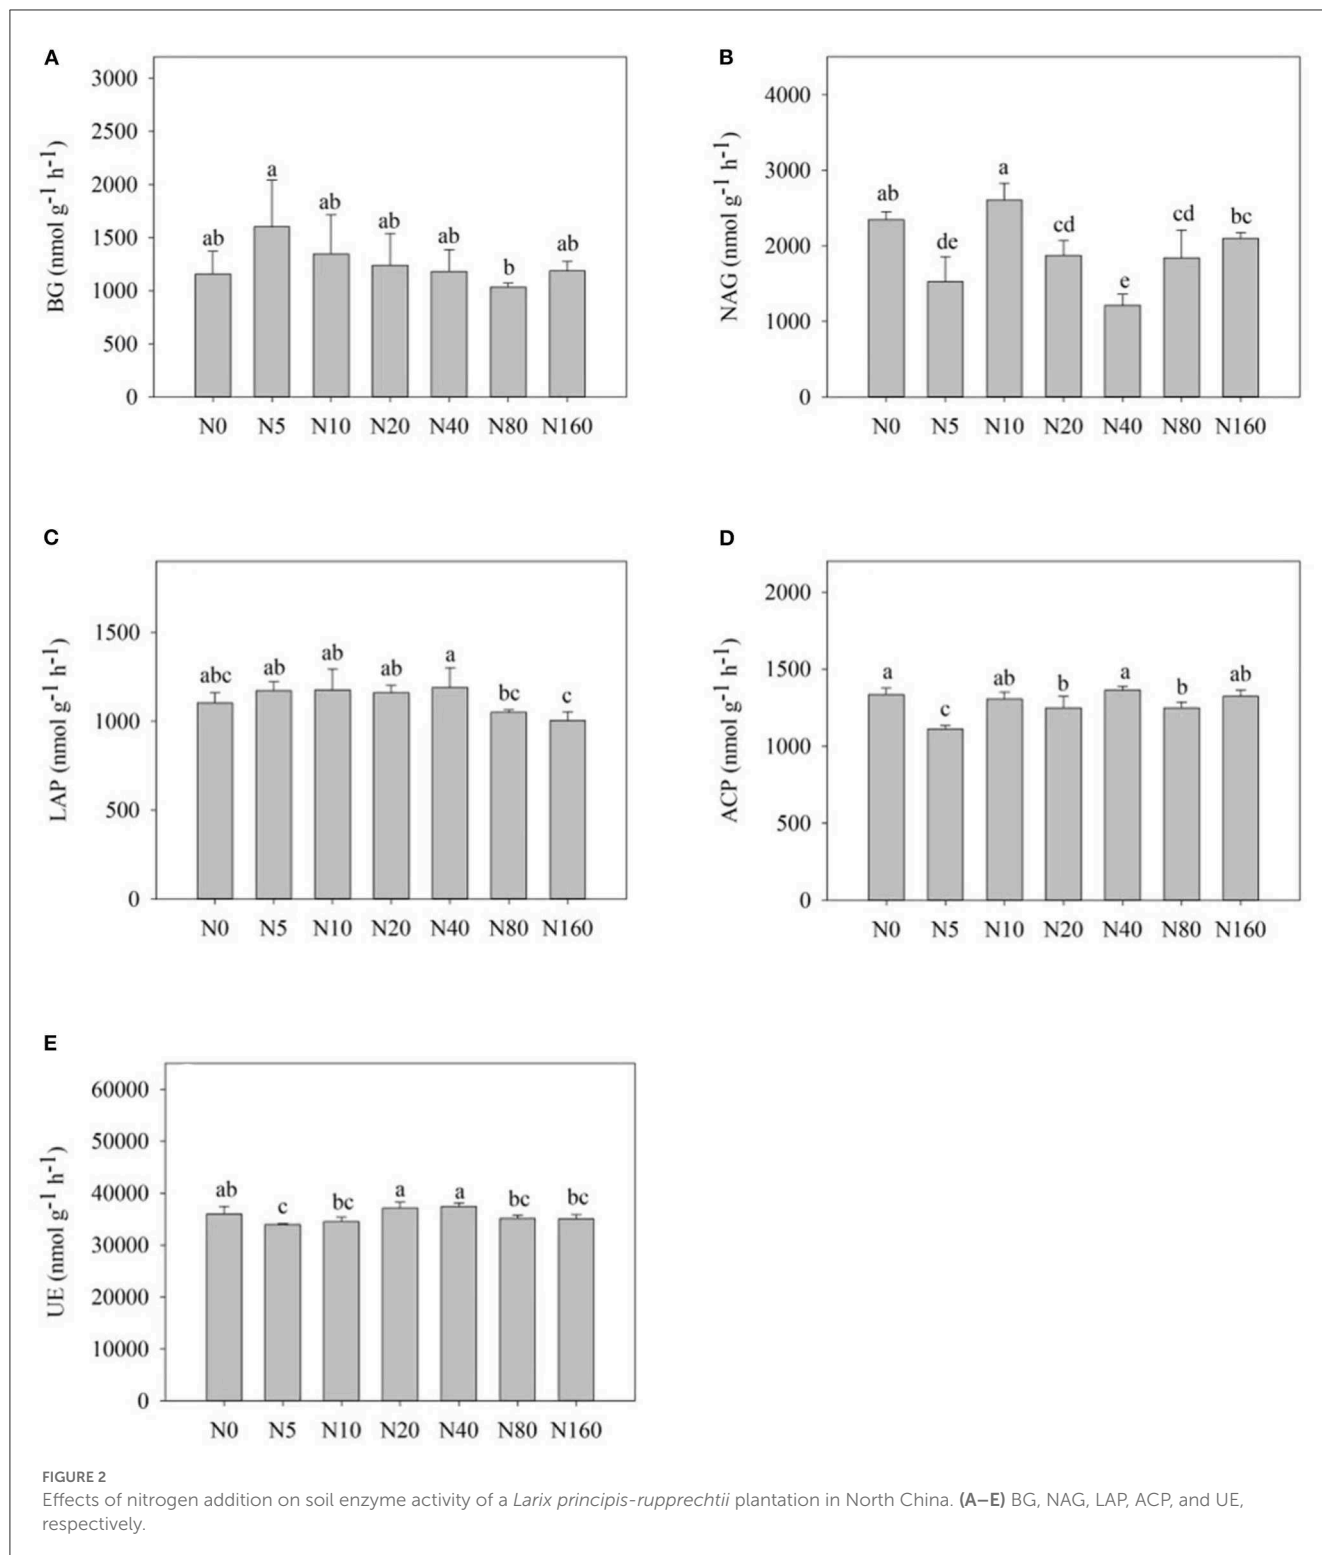 A
B
3000
2500
2000
1500
1000
500
0
BG (nmol g-1 h-1)
ab
a
ab
ab
ab
b
ab
N0 N5 N10 N20 N40 N80 N160
4000
3000
2000
1000
0
NAG (nmol g-1 h-1)
ab
de
a
cd
e
cd
bc
N0 N5 N10 N20 N40 N80 N160
C
D
1500
1000
500
0
LAP (nmol g-1 h-1)
abc
ab
ab
ab
a
bc
c
N0 N5 N10 N20 N40 N80 N160
2000
1500
1000
500
0
ACP (nmol g-1 h-1)
a
c
ab
b
a
b
ab
N0 N5 N10 N20 N40 N80 N160
E
60000
50000
40000
30000
20000
10000
0
UE (nmol g-1 h-1)
ab
c
bc
a
a
bc
bc
N0 N5 N10 N20 N40 N80 N160
FIGURE 2
Effects of nitrogen addition on soil enzyme activity of a Larix principis-rupprechtii plantation in North China. (A–E) BG, NAG, LAP, ACP, and UE,
respectively.